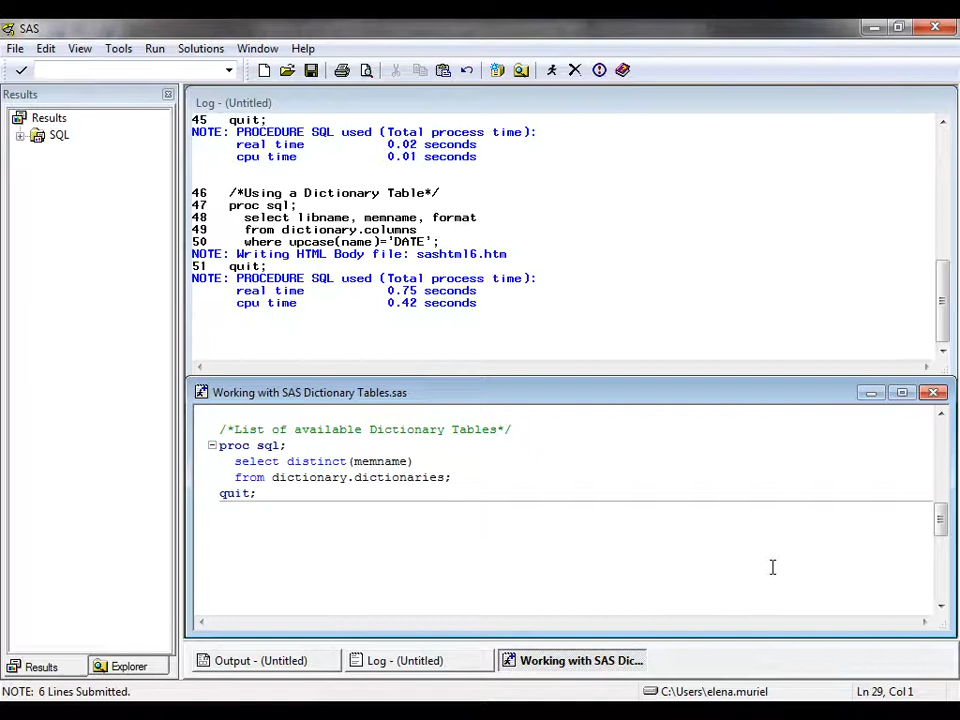 SAS
File Edit View Tools Run Solutions Window Help
Results
Results
SQL
Log - (Untitled)
45 quit;
NOTE: PROCEDURE SQL used (Total process time):
real time 0.02 seconds
cpu time 0.01 seconds
46 /*Using a Dictionary Table*/
47 proc sql;
48 select libname, memname, format
49 from dictionary.columns
50 where upcase(name)='DATE';
NOTE: Writing HTML Body file: sashtml6.htm
51 quit;
NOTE: PROCEDURE SQL used (Total process time):
real time 0.75 seconds
cpu time 0.42 seconds
Working with SAS Dictionary Tables.sas
/*List of available Dictionary Tables*/
proc sql;
select distinct(memname)
from dictionary.dictionaries;
quit;
Results Explorer
Output - (Untitled) Log - (Untitled) Working with SAS Dic...
NOTE: 6 Lines Submitted. C:\Users\elena.muriel Ln 29, Col 1